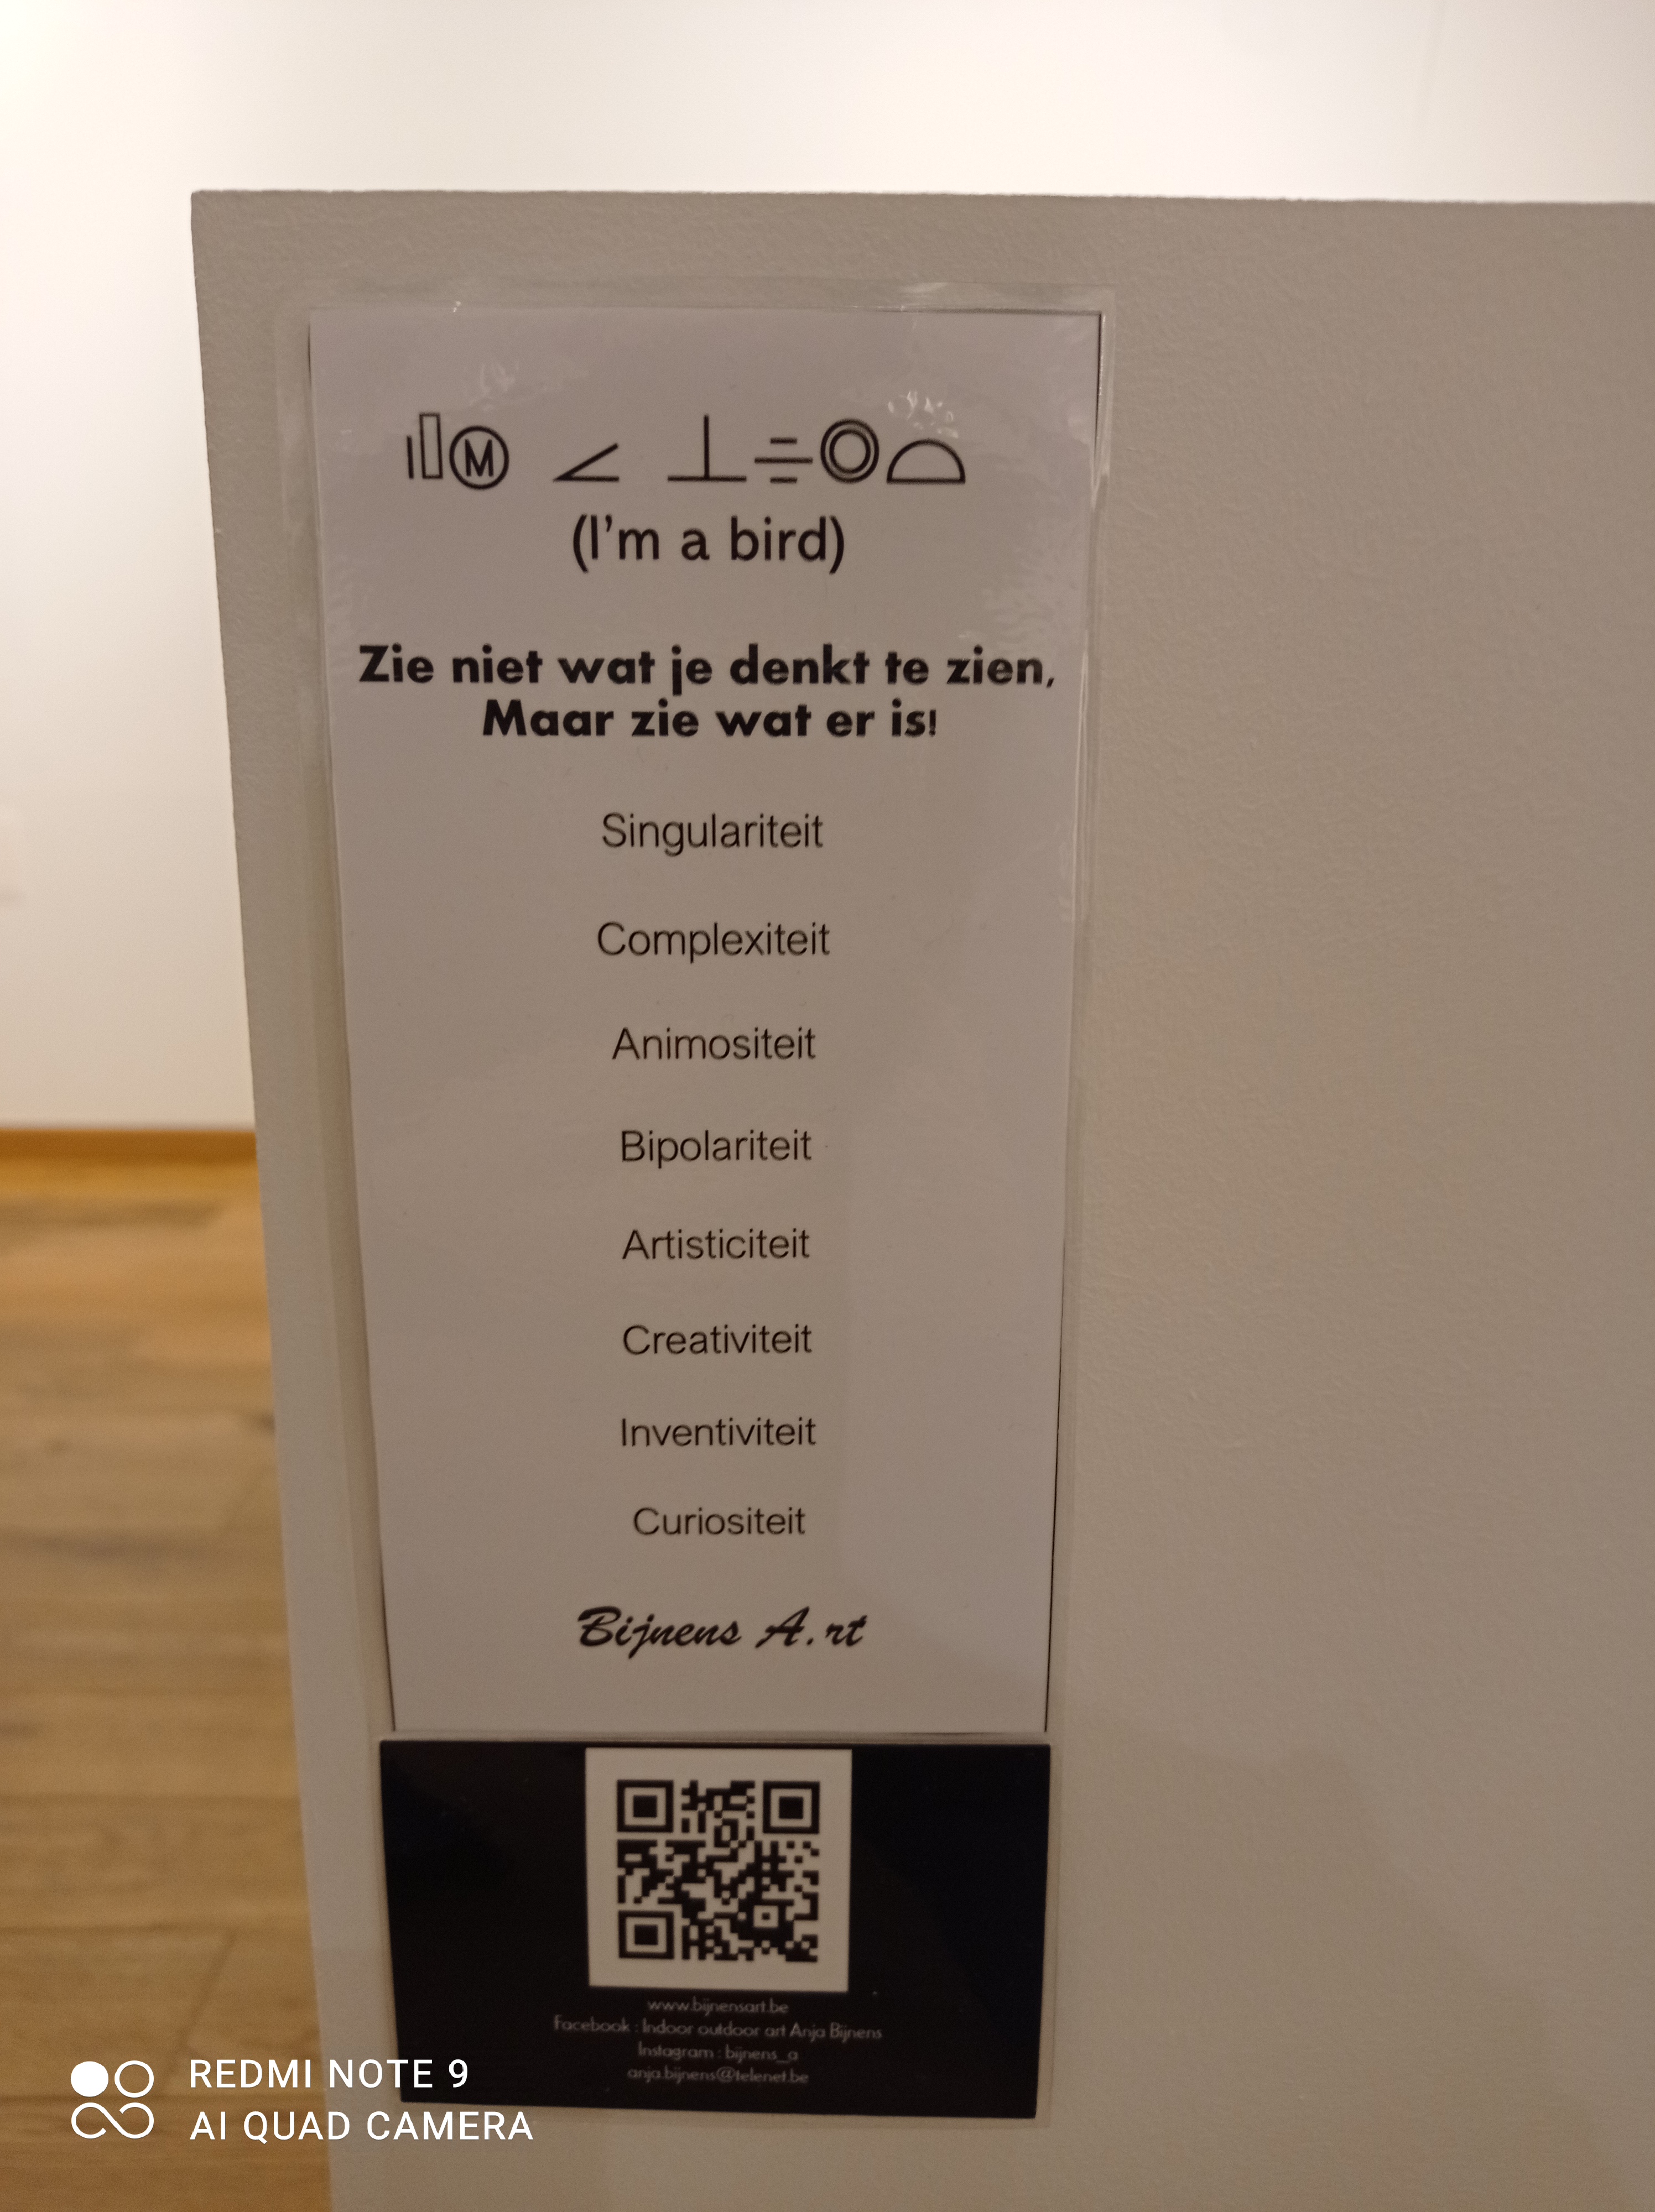 (I'm a bird)
Zie niet wat je denkt te zien,
Maar zie wat er is!
Singulariteit
Complexiteit
Animositeit
Bipolariteit
Artisticiteit
Creativiteit
Inventiviteit
Curiositeit
Bijnens A.rt
www.bijnensart.be
Facebook : Indoor outdoor art Anja Bijnens
Instagram : bijnens_a
anja.bijnens@telenet.be
REDMI NOTE 9
AI QUAD CAMERA